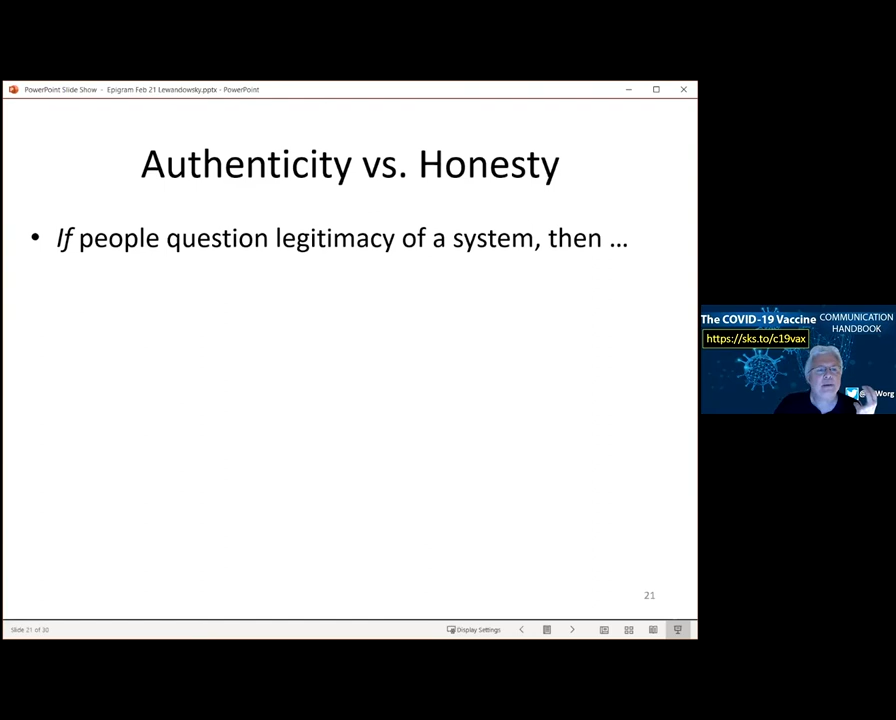 PowerPoint Slide Show - Epigram Feb 21 Lewandowsky.pptx - PowerPoint
Authenticity vs. Honesty
• If people question legitimacy of a system, then …
21
Slide 21 of 30
Display Settings
The COVID-19 Vaccine
COMMUNICATION
HANDBOOK
https://sks.to/c19vax